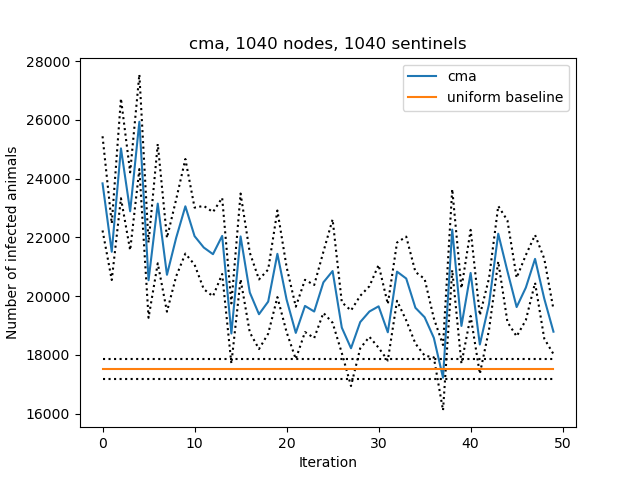 cma, 1040 nodes, 1040 sentinels
cma
uniform baseline
Number of infected animals
28000
26000
24000
22000
20000
18000
16000
0 10 20 30 40 50
Iteration